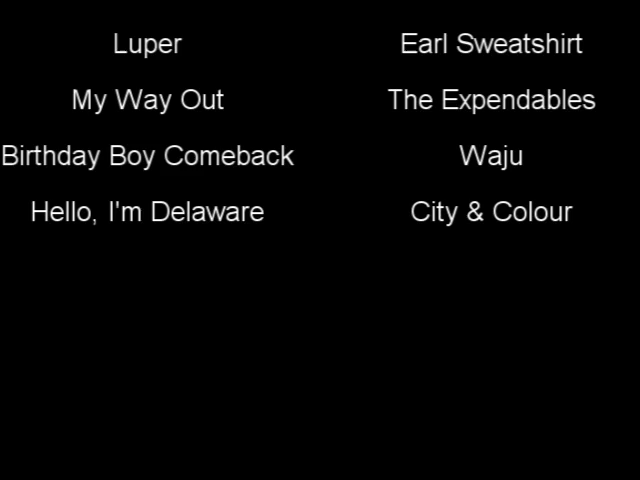 Luper Earl Sweatshirt
My Way Out The Expendables
Birthday Boy Comeback Waju
Hello, I'm Delaware City & Colour